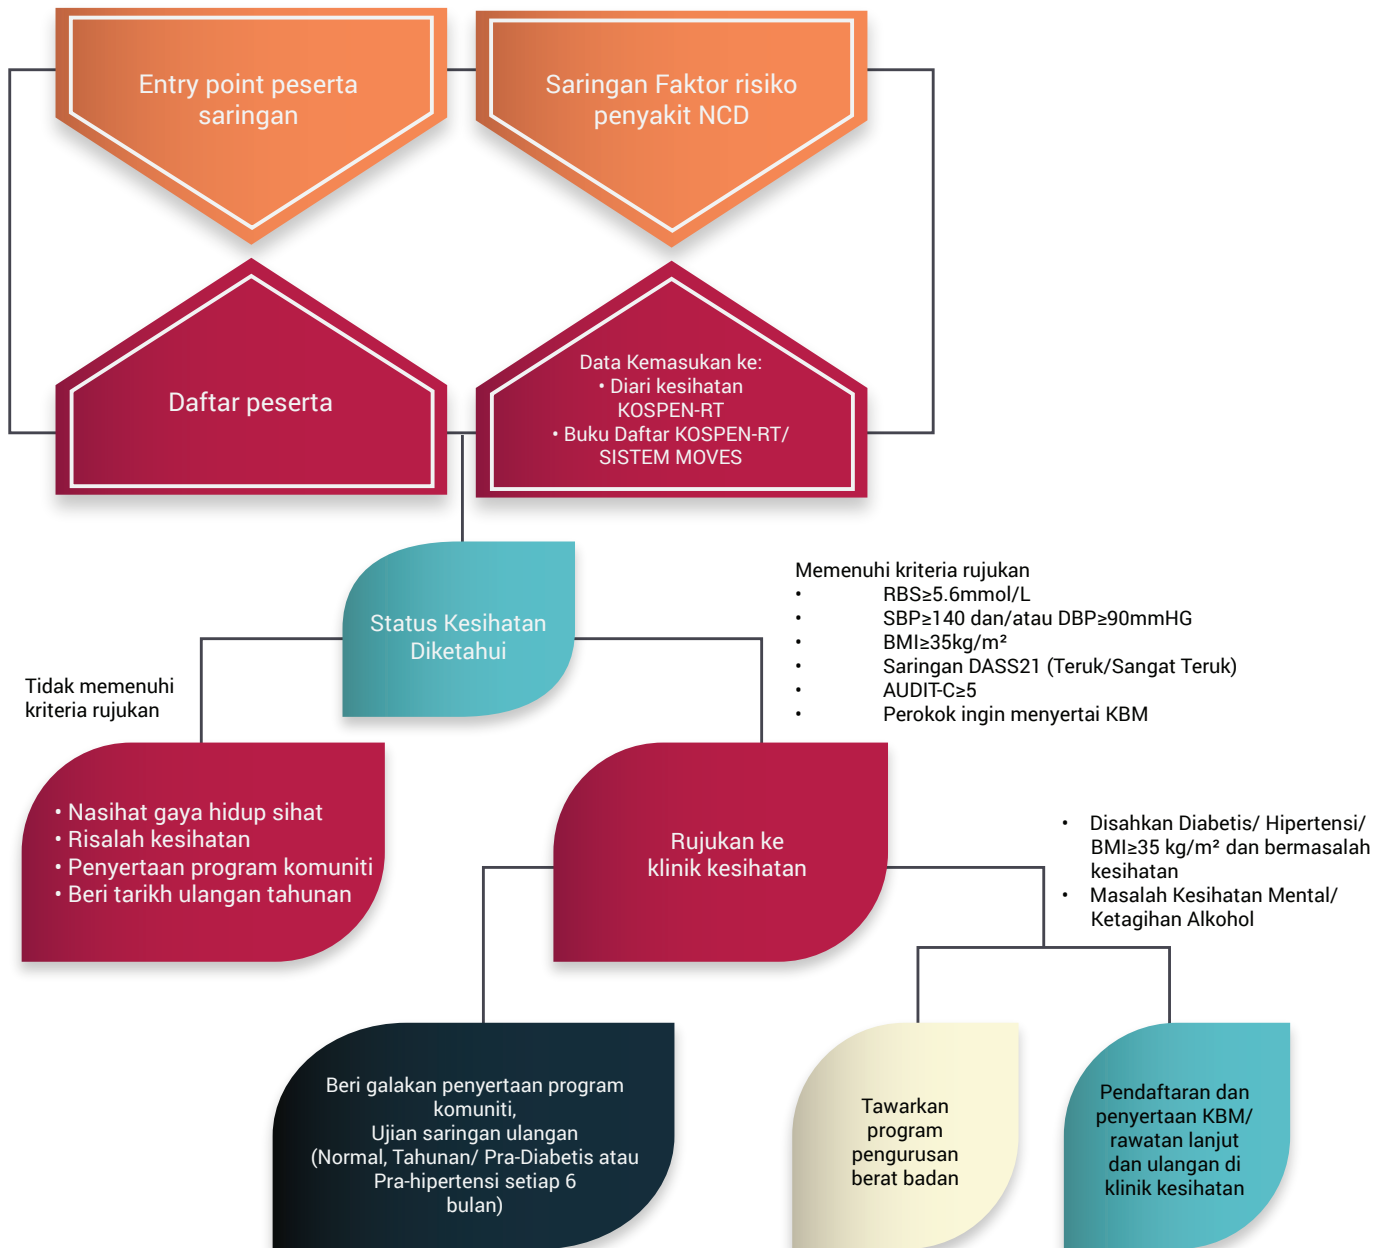 Entry point peserta
saringan
Saringan Faktor risiko
penyakit NCD
Daftar peserta
Data Kemasukan ke:
• Diari kesihatan
KOSPEN-RT
• Buku Daftar KOSPEN-RT/
SISTEM MOVES
Status Kesihatan
Diketahui
Memenuhi kriteria rujukan
• RBS≥5.6mmol/L
• SBP≥140 dan/atau DBP≥90mmHG
• BMI≥35kg/m²
• Saringan DASS21 (Teruk/Sangat Teruk)
• AUDIT-C≥5
• Perokok ingin menyertai KBM
Tidak memenuhi
kriteria rujukan
• Nasihat gaya hidup sihat
• Risalah kesihatan
• Penyertaan program komuniti
• Beri tarikh ulangan tahunan
Rujukan ke
klinik kesihatan
• Disahkan Diabetis/ Hipertensi/
BMI≥35 kg/m² dan bermasalah
kesihatan
• Masalah Kesihatan Mental/
Ketagihan Alkohol
Beri galakan penyertaan program
komuniti,
Ujian saringan ulangan
(Normal, Tahunan/ Pra-Diabetis atau
Pra-hipertensi setiap 6
bulan)
Tawarkan
program
pengurusan
berat badan
Pendaftaran dan
penyertaan KBM/
rawatan lanjut
dan ulangan di
klinik kesihatan